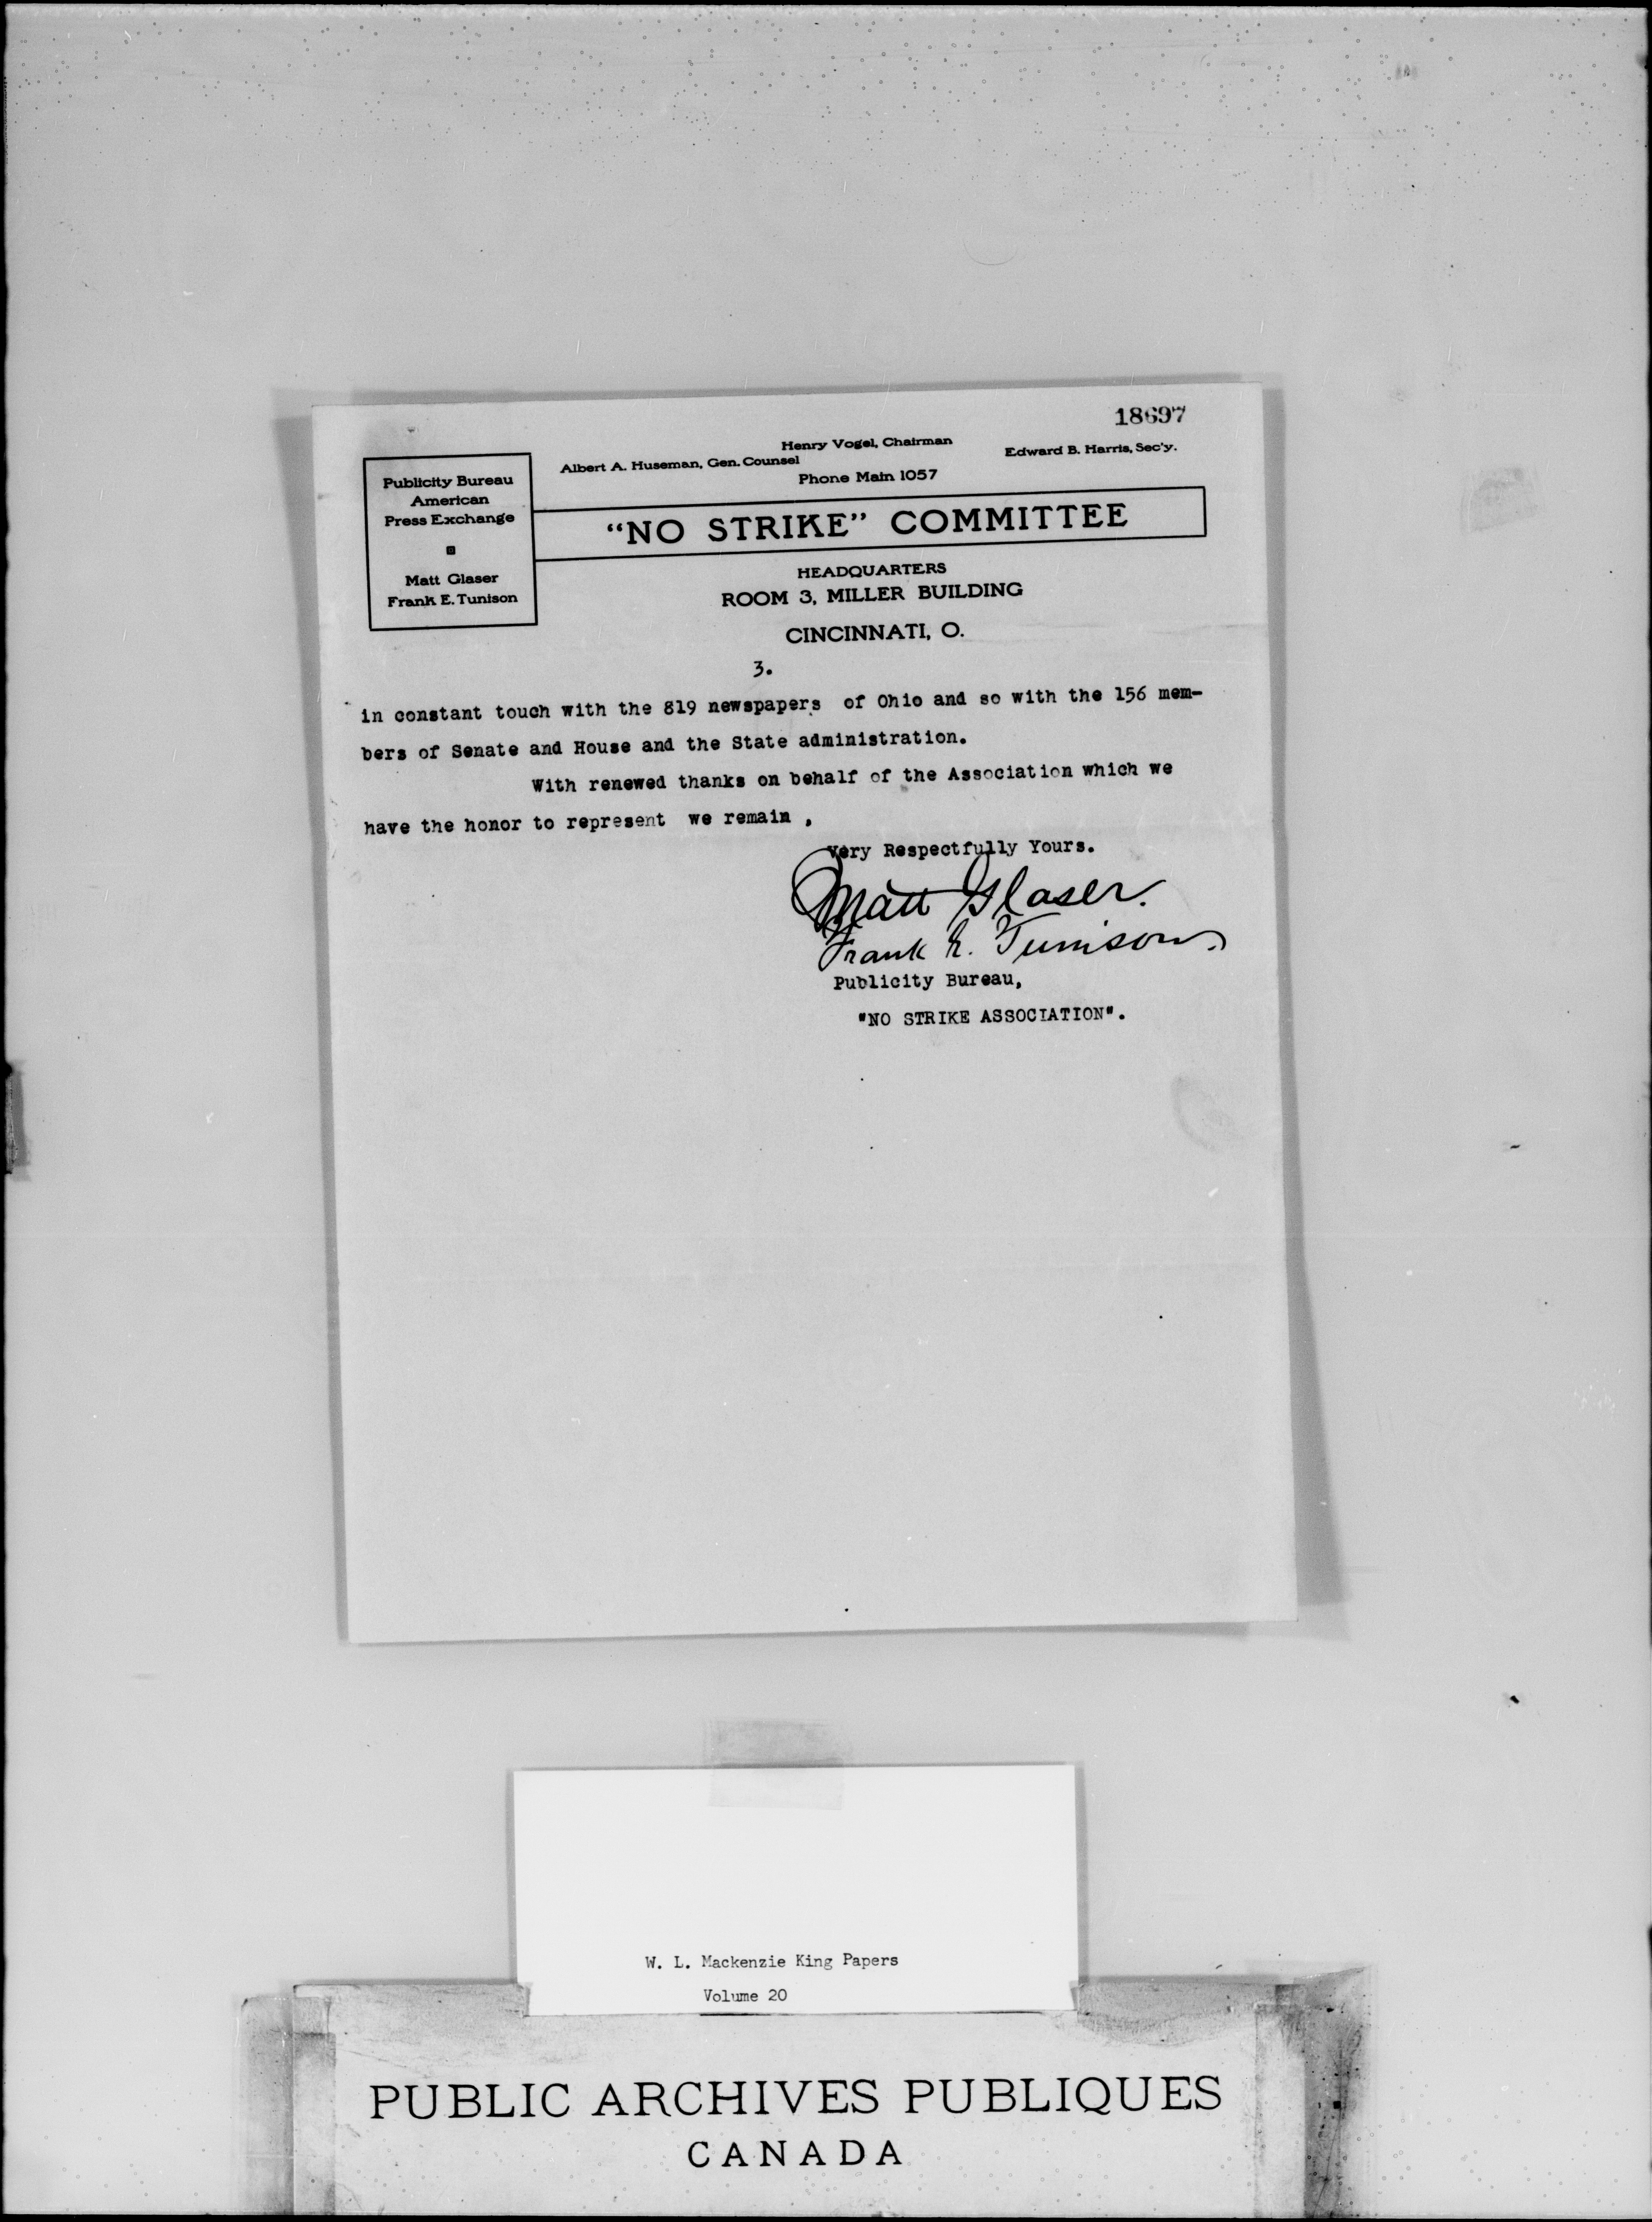 18697
Henry Vogel, Chairman
Albert A. Huseman, Gen. Counsel
Edward B. Harris, Sec'y.
Phone Main 1057
Publicity Bureau
American
Press Exchange
Matt Glaser
Frank E. Tunison
“NO STRIKE” COMMITTEE
HEADQUARTERS
ROOM 3, MILLER BUILDING
CINCINNATI, O.
3.
in constant touch with the 819 newspapers of Ohio and so with the 156 mem-
bers of Senate and House and the State administration.
With renewed thanks on behalf of the Association which we
have the honor to represent we remain ,
Very Respectfully Yours.
Matt Glaser.
Frank E. Tunison.
Publicity Bureau,
"NO STRIKE ASSOCIATION".
W. L. Mackenzie King Papers
Volume 20
PUBLIC ARCHIVES PUBLIQUES
CANADA